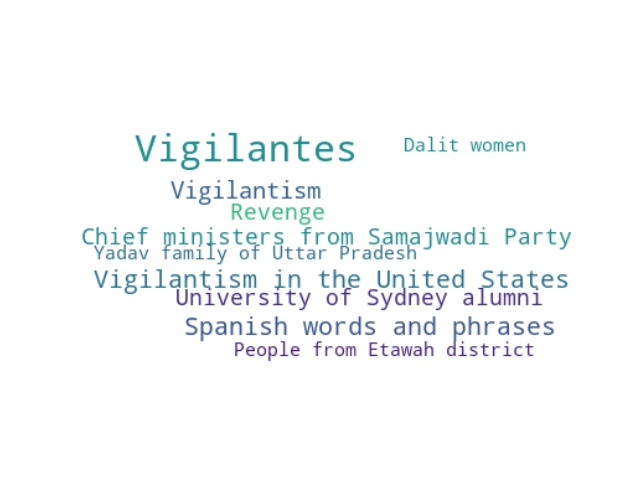 Vigilantes
Dalit women
Vigilantism
Revenge
Chief ministers from Samajwadi Party
Yadav family of Uttar Pradesh
Vigilantism in the United States
University of Sydney alumni
Spanish words and phrases
People from Etawah district